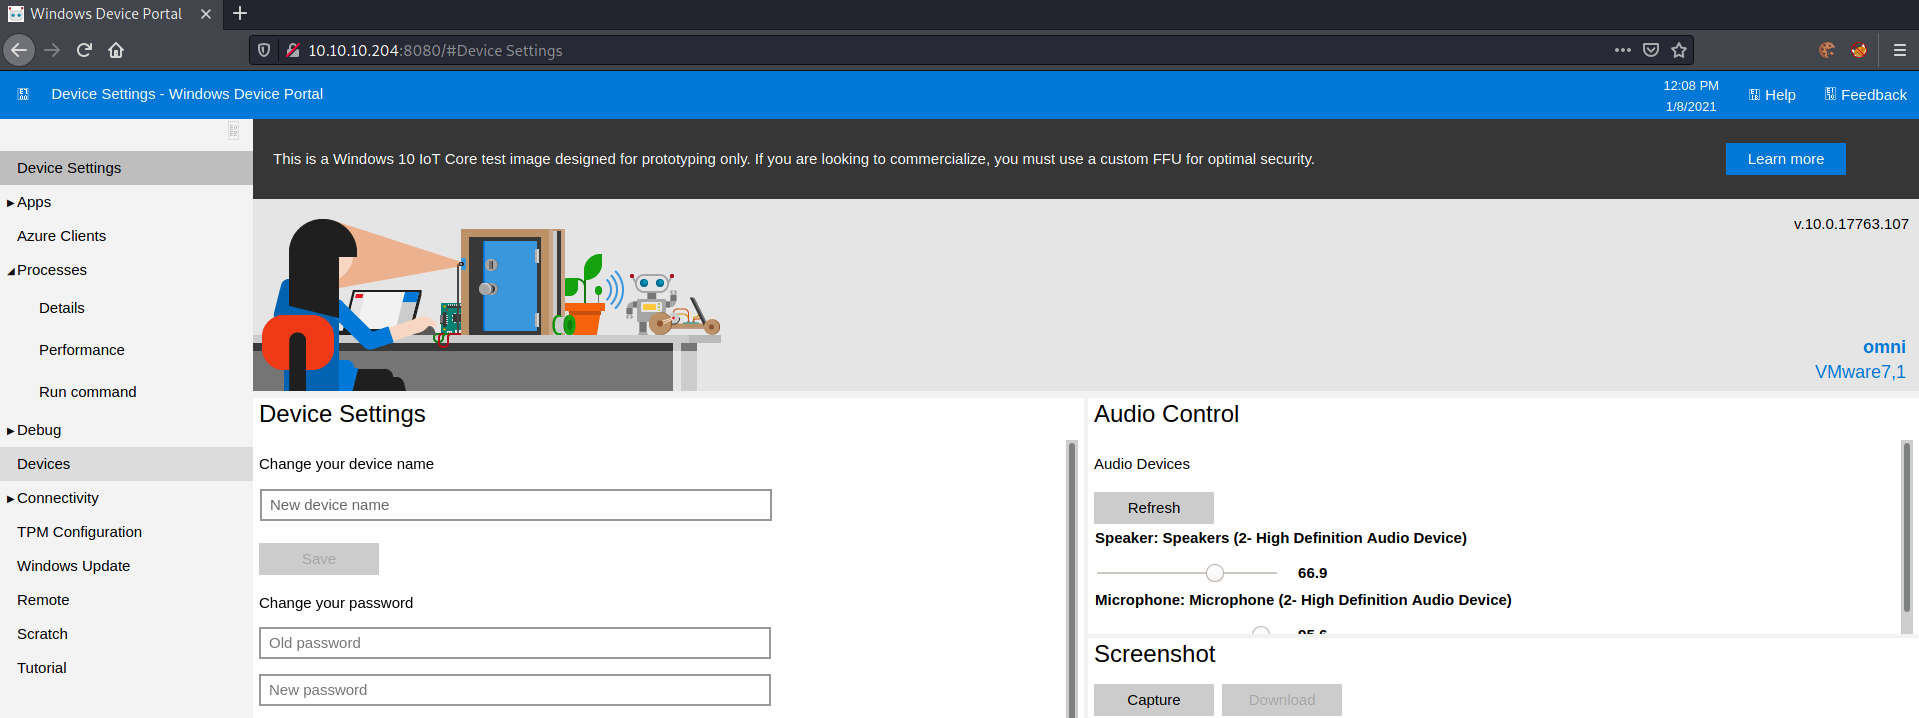 Windows Device Portal
10.10.10.204:8080/#Device Settings
Device Settings - Windows Device Portal
12:08 PM
1/8/2021
Help
Feedback
Device Settings
Apps
Azure Clients
Processes
Details
Performance
Run command
Debug
Devices
Connectivity
TPM Configuration
Windows Update
Remote
Scratch
Tutorial
This is a Windows 10 IoT Core test image designed for prototyping only. If you are looking to commercialize, you must use a custom FFU for optimal security.
Learn more
v.10.0.17763.107
omni
VMware7,1
Device Settings
Change your device name
New device name
Save
Change your password
Old password
New password
Audio Control
Audio Devices
Refresh
Speaker: Speakers (2- High Definition Audio Device)
66.9
Microphone: Microphone (2- High Definition Audio Device)
Screenshot
Capture
Download